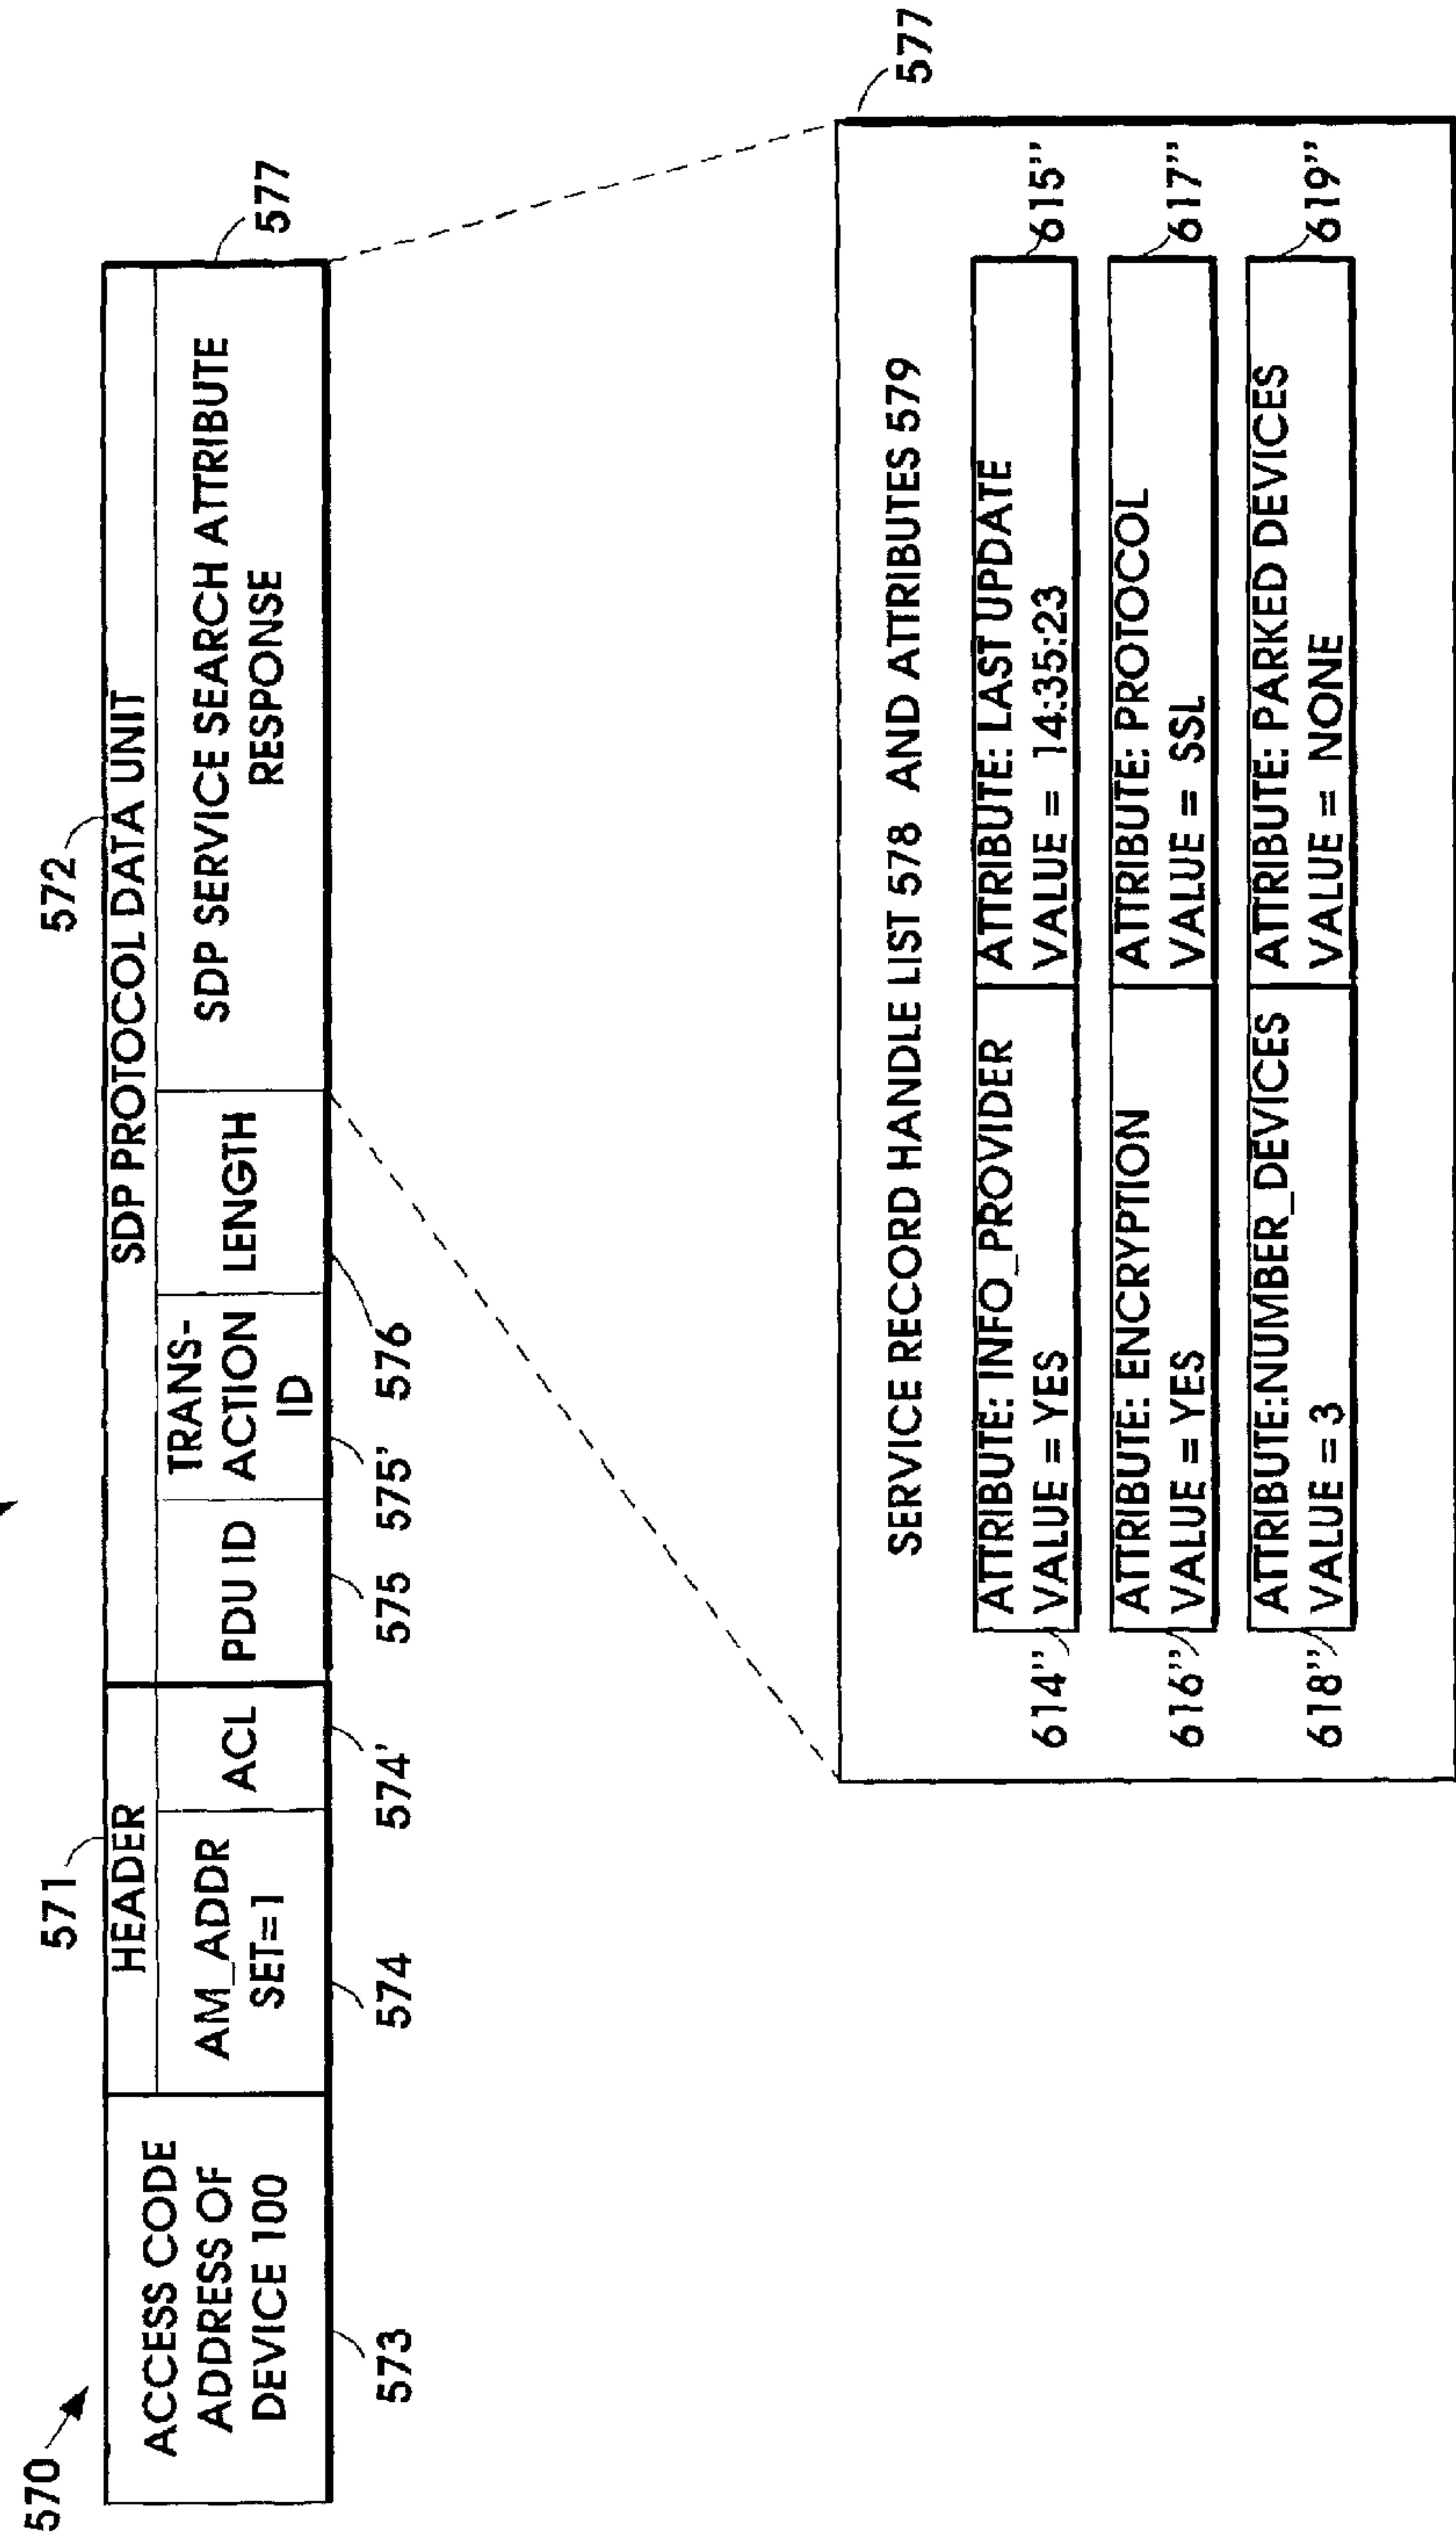 570
571
572
HEADER
SDP PROTOCOL DATA UNIT
ACCESS CODE
ADDRESS OF
DEVICE 100
AM_ADDR
SET=1
ACL
PDU ID
TRANS-
ACTION
ID
LENGTH
SDP SERVICE SEARCH ATTRIBUTE
RESPONSE
577
573
574
574'
575
575'
576
577
SERVICE RECORD HANDLE LIST 578 AND ATTRIBUTES 579
614"
ATTRIBUTE: INFO_PROVIDER
VALUE = YES
ATTRIBUTE: LAST UPDATE
VALUE = 14:35:23
615"
616"
ATTRIBUTE: ENCRYPTION
VALUE = YES
ATTRIBUTE: PROTOCOL
VALUE = SSL
617"
618"
ATTRIBUTE:NUMBER_DEVICES
VALUE = 3
ATTRIBUTE: PARKED DEVICES
VALUE = NONE
619"